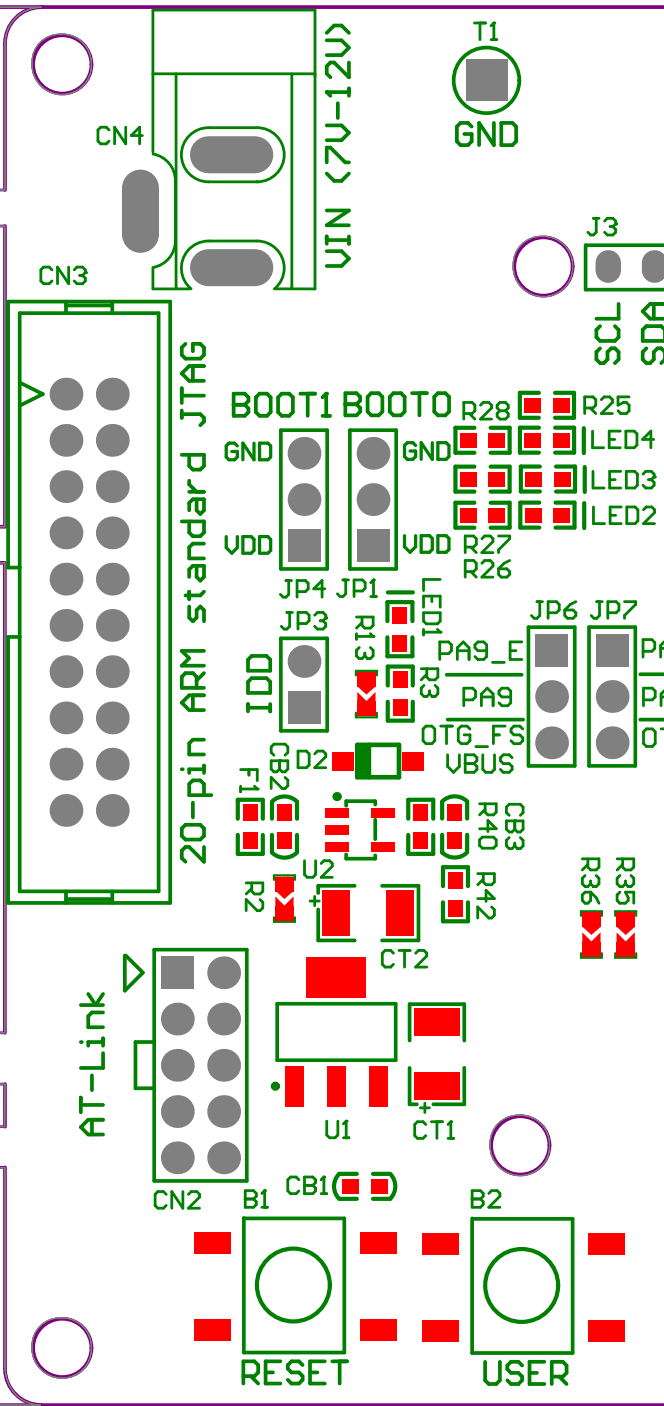 T1
GND
VIN (7V-12V)
CN4
J3
CN3
SCL
SDA
20-pin ARM standard JTAG
BOOT1
BOOT0
R28
R25
GND
GND
LED4
LED3
VDD
VDD
LED2
R27
R26
JP4
JP1
LED1
JP3
R13
JP6
JP7
IDD
PA9_E
PA
R3
PA9
PA
OTG_FS
OT
VBUS
D2
CB2
F1
R40
CB3
U2
R2
+
R42
R36
R35
CT2
AT-Link
+
U1
CT1
CB1
CN2
B1
B2
RESET
USER